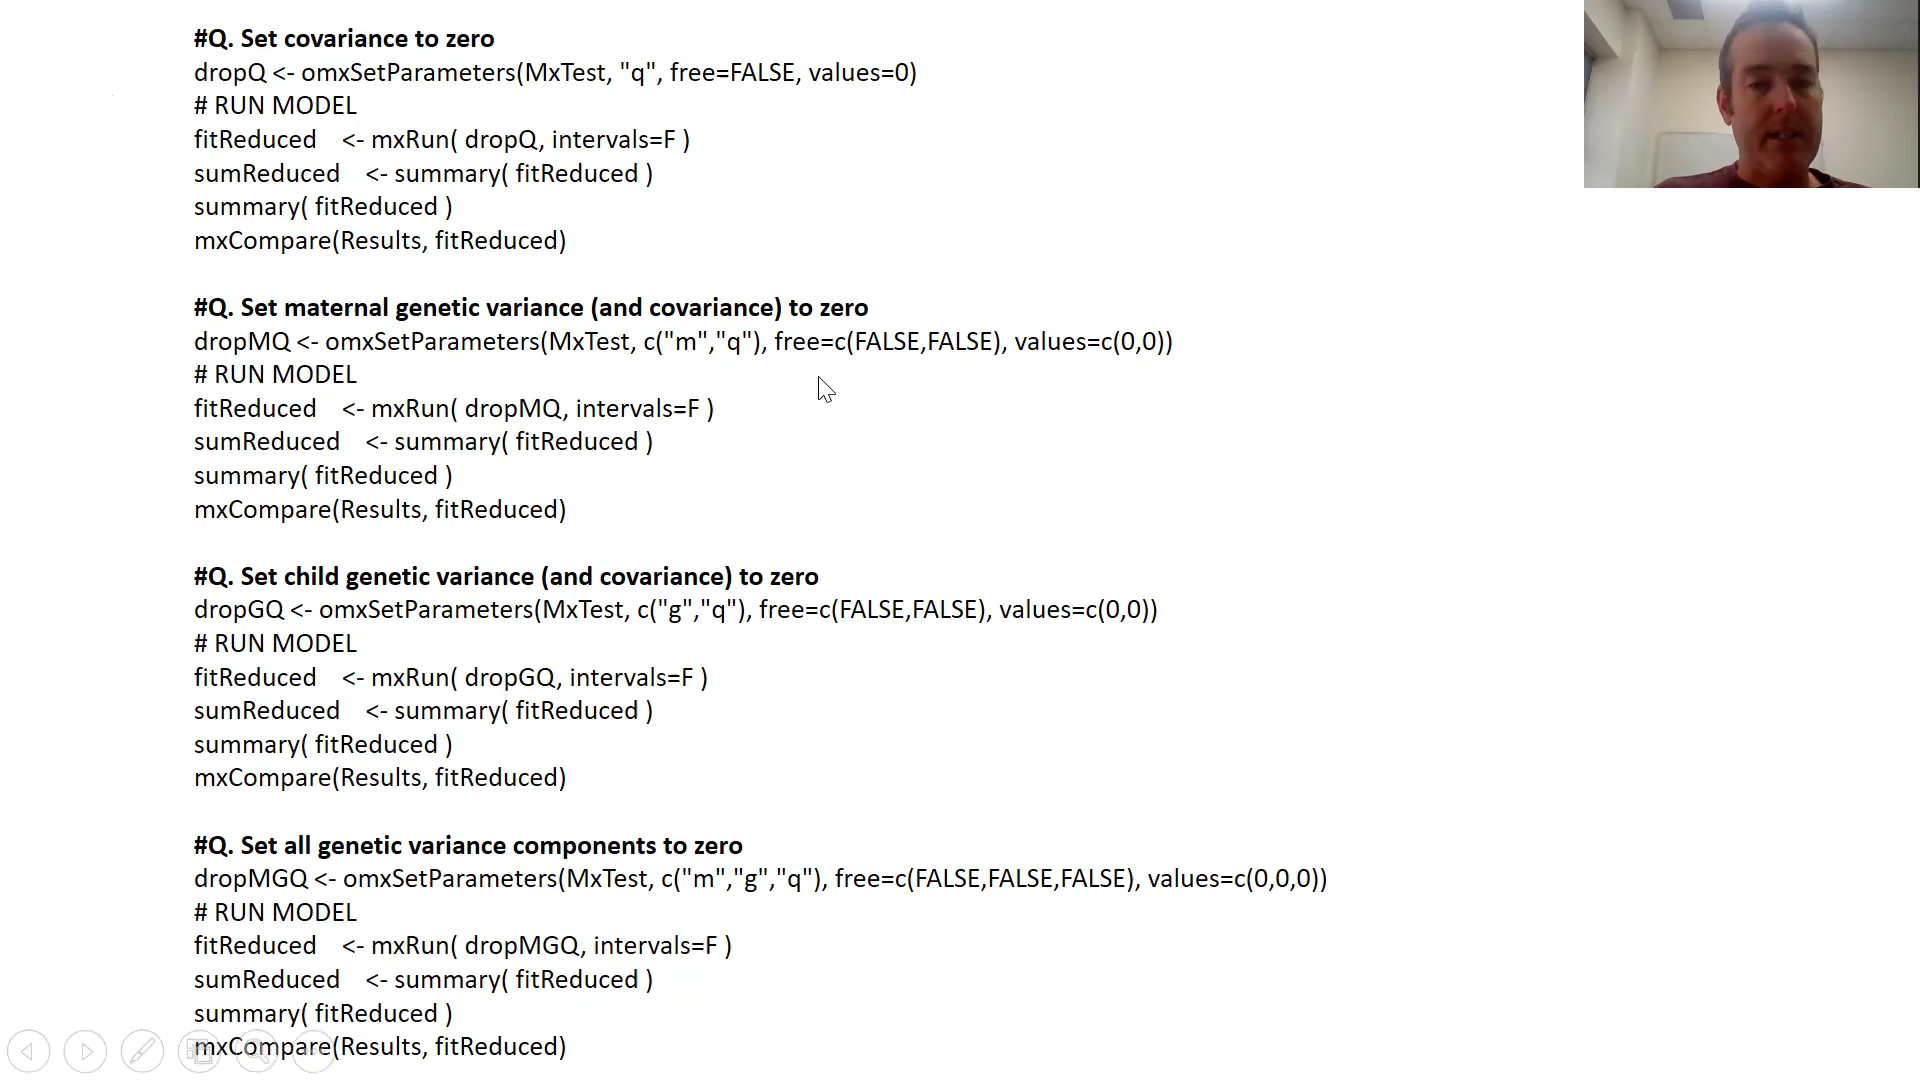 #Q. Set covariance to zero
dropQ <- omxSetParameters(MxTest, "q", free=FALSE, values=0)
# RUN MODEL
fitReduced <- mxRun( dropQ, intervals=F )
sumReduced <- summary( fitReduced )
summary( fitReduced )
mxCompare(Results, fitReduced)
#Q. Set maternal genetic variance (and covariance) to zero
dropMQ <- omxSetParameters(MxTest, c("m","q"), free=c(FALSE,FALSE), values=c(0,0))
# RUN MODEL
fitReduced <- mxRun( dropMQ, intervals=F )
sumReduced <- summary( fitReduced )
summary( fitReduced )
mxCompare(Results, fitReduced)
#Q. Set child genetic variance (and covariance) to zero
dropGQ <- omxSetParameters(MxTest, c("g","q"), free=c(FALSE,FALSE), values=c(0,0))
# RUN MODEL
fitReduced <- mxRun( dropGQ, intervals=F )
sumReduced <- summary( fitReduced )
summary( fitReduced )
mxCompare(Results, fitReduced)
#Q. Set all genetic variance components to zero
dropMGQ <- omxSetParameters(MxTest, c("m","g","q"), free=c(FALSE,FALSE,FALSE), values=c(0,0,0))
# RUN MODEL
fitReduced <- mxRun( dropMGQ, intervals=F )
sumReduced <- summary( fitReduced )
summary( fitReduced )
mxCompare(Results, fitReduced)